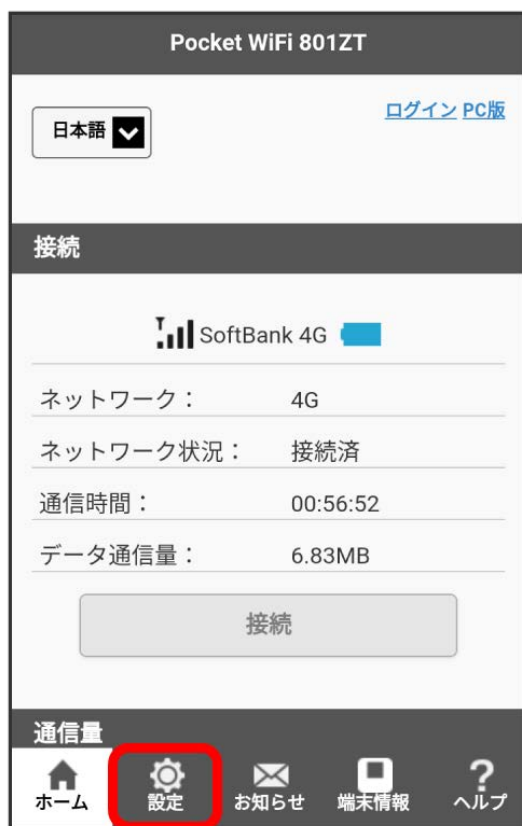 Pocket WiFi 801ZT
日本語
ログイン PC版
接続
SoftBank 4G
ネットワーク： 4G
ネットワーク状況： 接続済
通信時間： 00:56:52
データ通信量： 6.83MB
接続
通信量
ホーム 設定 お知らせ 端末情報 ヘルプ